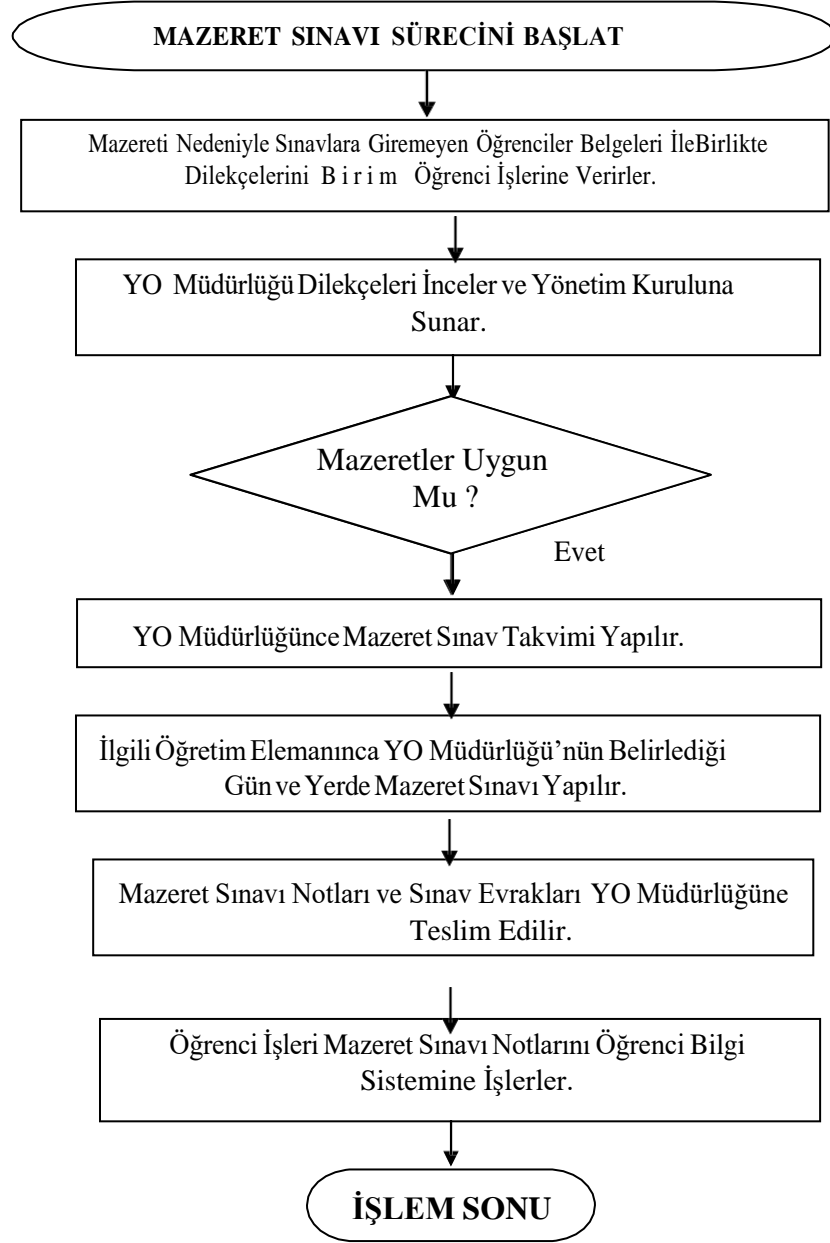 MAZERET SINAVI SÜRECİNİ BAŞLAT
Mazereti Nedeniyle Sınavlara Giremeyen Öğrenciler Belgeleri İleBirlikte
Dilekçelerini B i r i m Öğrenci İşlerine Verirler.
YO Müdürlüğü Dilekçeleri İnceler ve Yönetim Kuruluna
Sunar.
Mazeretler Uygun
Mu ?
Evet
YO Müdürlüğünce Mazeret Sınav Takvimi Yapılır.
İlgili Öğretim Elemanınca YO Müdürlüğü’nün Belirlediği
Gün ve Yerde Mazeret Sınavı Yapılır.
Mazeret Sınavı Notları ve Sınav Evrakları YO Müdürlüğüne
Teslim Edilir.
Öğrenci İşleri Mazeret Sınavı Notlarını Öğrenci Bilgi
Sistemine İşlerler.
İŞLEM SONU